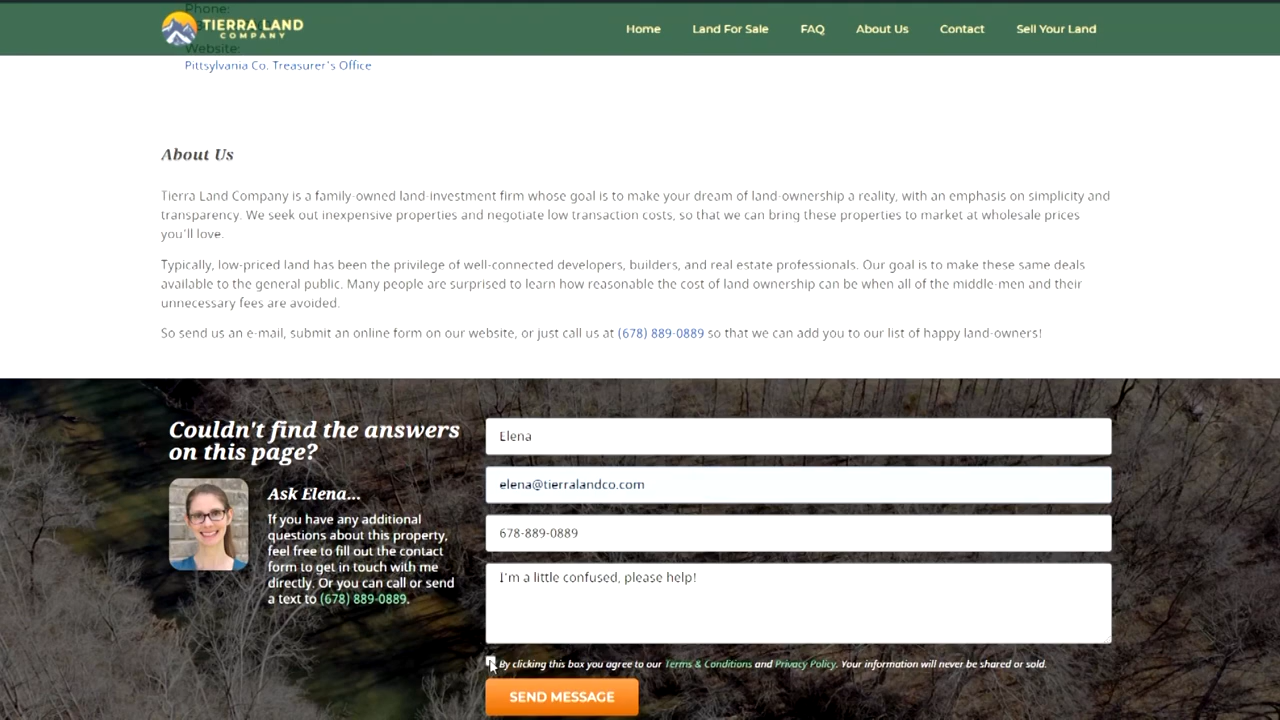 Phone:
TIERRA LAND
COMPANY
Home Land For Sale FAQ About Us Contact Sell Your Land
Website:
Pittsylvania Co. Treasurer's Office
About Us
Tierra Land Company is a family-owned land-investment firm whose goal is to make your dream of land-ownership a reality, with an emphasis on simplicity and
transparency. We seek out inexpensive properties and negotiate low transaction costs, so that we can bring these properties to market at wholesale prices
you'll love.
Typically, low-priced land has been the privilege of well-connected developers, builders, and real estate professionals. Our goal is to make these same deals
available to the general public. Many people are surprised to learn how reasonable the cost of land ownership can be when all of the middle-men and their
unnecessary fees are avoided.
So send us an e-mail, submit an online form on our website, or just call us at (678) 889-0889 so that we can add you to our list of happy land-owners!
Couldn't find the answers
on this page?
Ask Elena...
If you have any additional
questions about this property,
feel free to fill out the contact
form to get in touch with me
directly. Or you can call or send
a text to (678) 889-0889.
Elena
elena@tierralandco.com
678-889-0889
I'm a little confused, please help!
By clicking this box you agree to our Terms & Conditions and Privacy Policy. Your information will never be shared or sold.
SEND MESSAGE